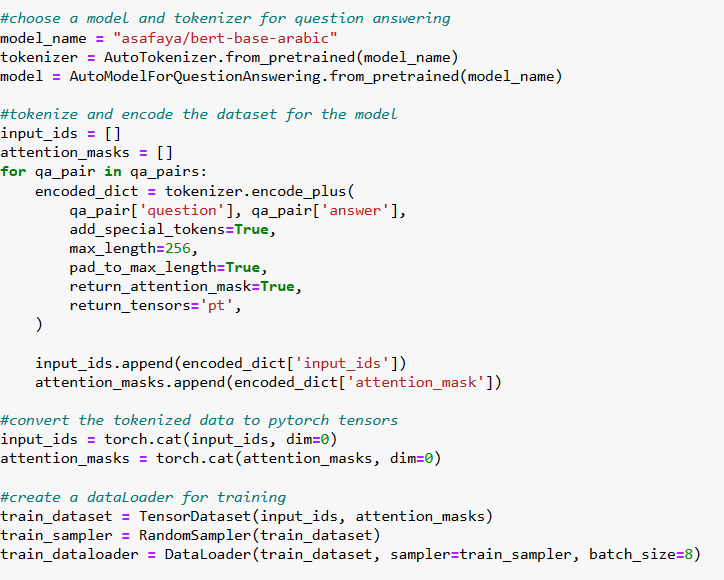 #choose a model and tokenizer for question answering
model_name = "asafaya/bert-base-arabic"
tokenizer = AutoTokenizer.from_pretrained(model_name)
model = AutoModelForQuestionAnswering.from_pretrained(model_name)

#tokenize and encode the dataset for the model
input_ids = []
attention_masks = []
for qa_pair in qa_pairs:
    encoded_dict = tokenizer.encode_plus(
        qa_pair['question'], qa_pair['answer'],
        add_special_tokens=True,
        max_length=256,
        pad_to_max_length=True,
        return_attention_mask=True,
        return_tensors='pt',
    )

    input_ids.append(encoded_dict['input_ids'])
    attention_masks.append(encoded_dict['attention_mask'])

#convert the tokenized data to pytorch tensors
input_ids = torch.cat(input_ids, dim=0)
attention_masks = torch.cat(attention_masks, dim=0)

#create a dataLoader for training
train_dataset = TensorDataset(input_ids, attention_masks)
train_sampler = RandomSampler(train_dataset)
train_dataloader = DataLoader(train_dataset, sampler=train_sampler, batch_size=8)